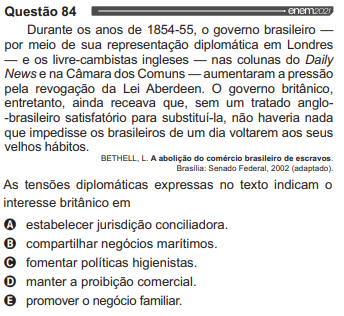 Questão 84 enem2021
Durante os anos de 1854-55, o governo brasileiro —
por meio de sua representação diplomática em Londres
— e os livre-cambistas ingleses — nas colunas do Daily
News e na Câmara dos Comuns — aumentaram a pressão
pela revogação da Lei Aberdeen. O governo britânico,
entretanto, ainda receava que, sem um tratado anglo-
-brasileiro satisfatório para substituí-la, não haveria nada
que impedisse os brasileiros de um dia voltarem aos seus
velhos hábitos.
BETHELL, L. A abolição do comércio brasileiro de escravos.
Brasília: Senado Federal, 2002 (adaptado).
As tensões diplomáticas expressas no texto indicam o
interesse britânico em
A estabelecer jurisdição conciliadora.
B compartilhar negócios marítimos.
C fomentar políticas higienistas.
D manter a proibição comercial.
E promover o negócio familiar.